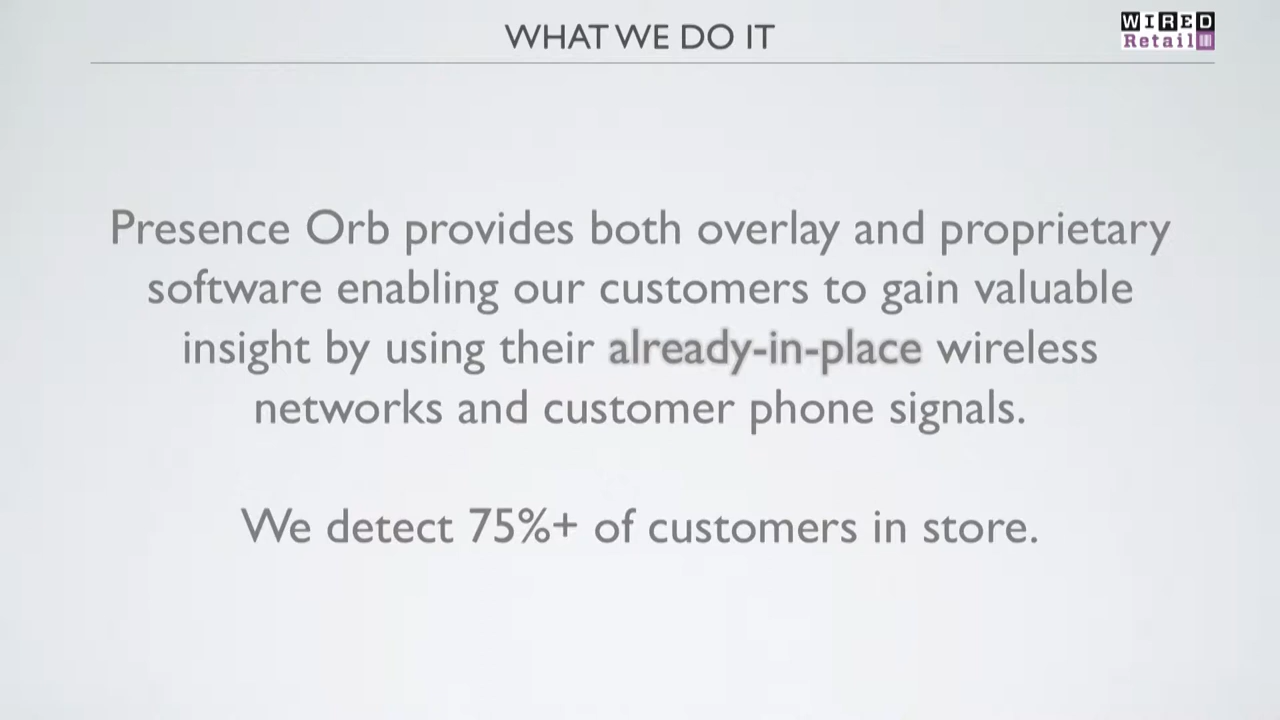 WHAT WE DO IT
WIRED
Retail
Presence Orb provides both overlay and proprietary
software enabling our customers to gain valuable
insight by using their already-in-place wireless
networks and customer phone signals.
We detect 75%+ of customers in store.